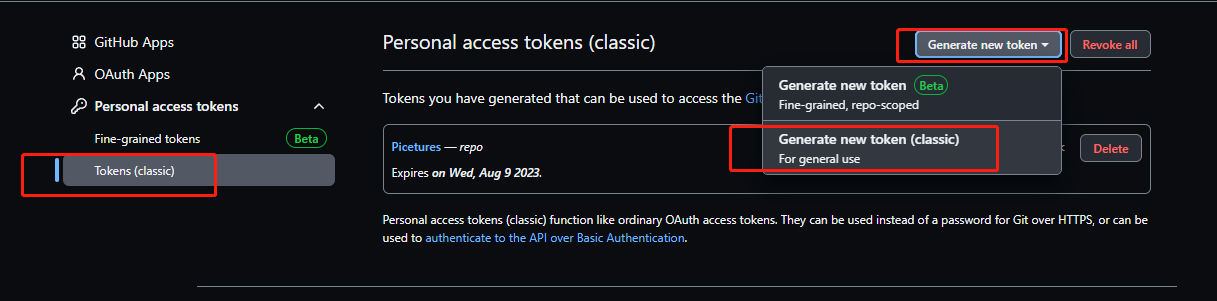 GitHub Apps
OAuth Apps
Personal access tokens
Fine-grained tokens Beta
Tokens (classic)
Personal access tokens (classic)
Generate new token
Revoke all
Generate new token Beta
Fine-grained, repo-scoped
Generate new token (classic)
For general use
Tokens you have generated that can be used to access the
Picetures — repo
Delete
Expires on Wed, Aug 9 2023.
Personal access tokens (classic) function like ordinary OAuth access tokens. They can be used instead of a password for Git over HTTPS, or can be
used to authenticate to the API over Basic Authentication.